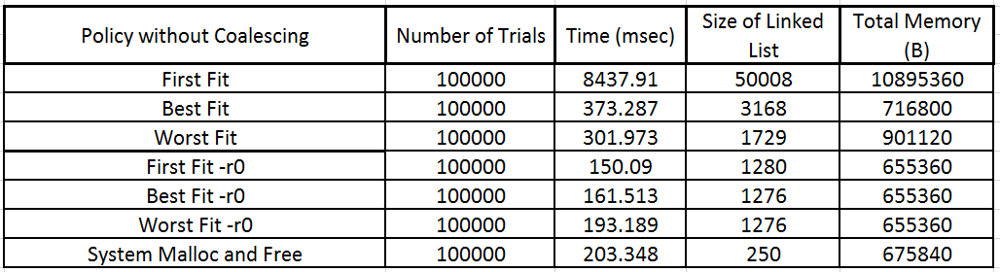 Policy without Coalescing Number of Trials Time (msec) Size of Linked List Total Memory (B)
First Fit 100000 8437.91 50008 10895360
Best Fit 100000 373.287 3168 716800
Worst Fit 100000 301.973 1729 901120
First Fit -r0 100000 150.09 1280 655360
Best Fit -r0 100000 161.513 1276 655360
Worst Fit -r0 100000 193.189 1276 655360
System Malloc and Free 100000 203.348 250 675840